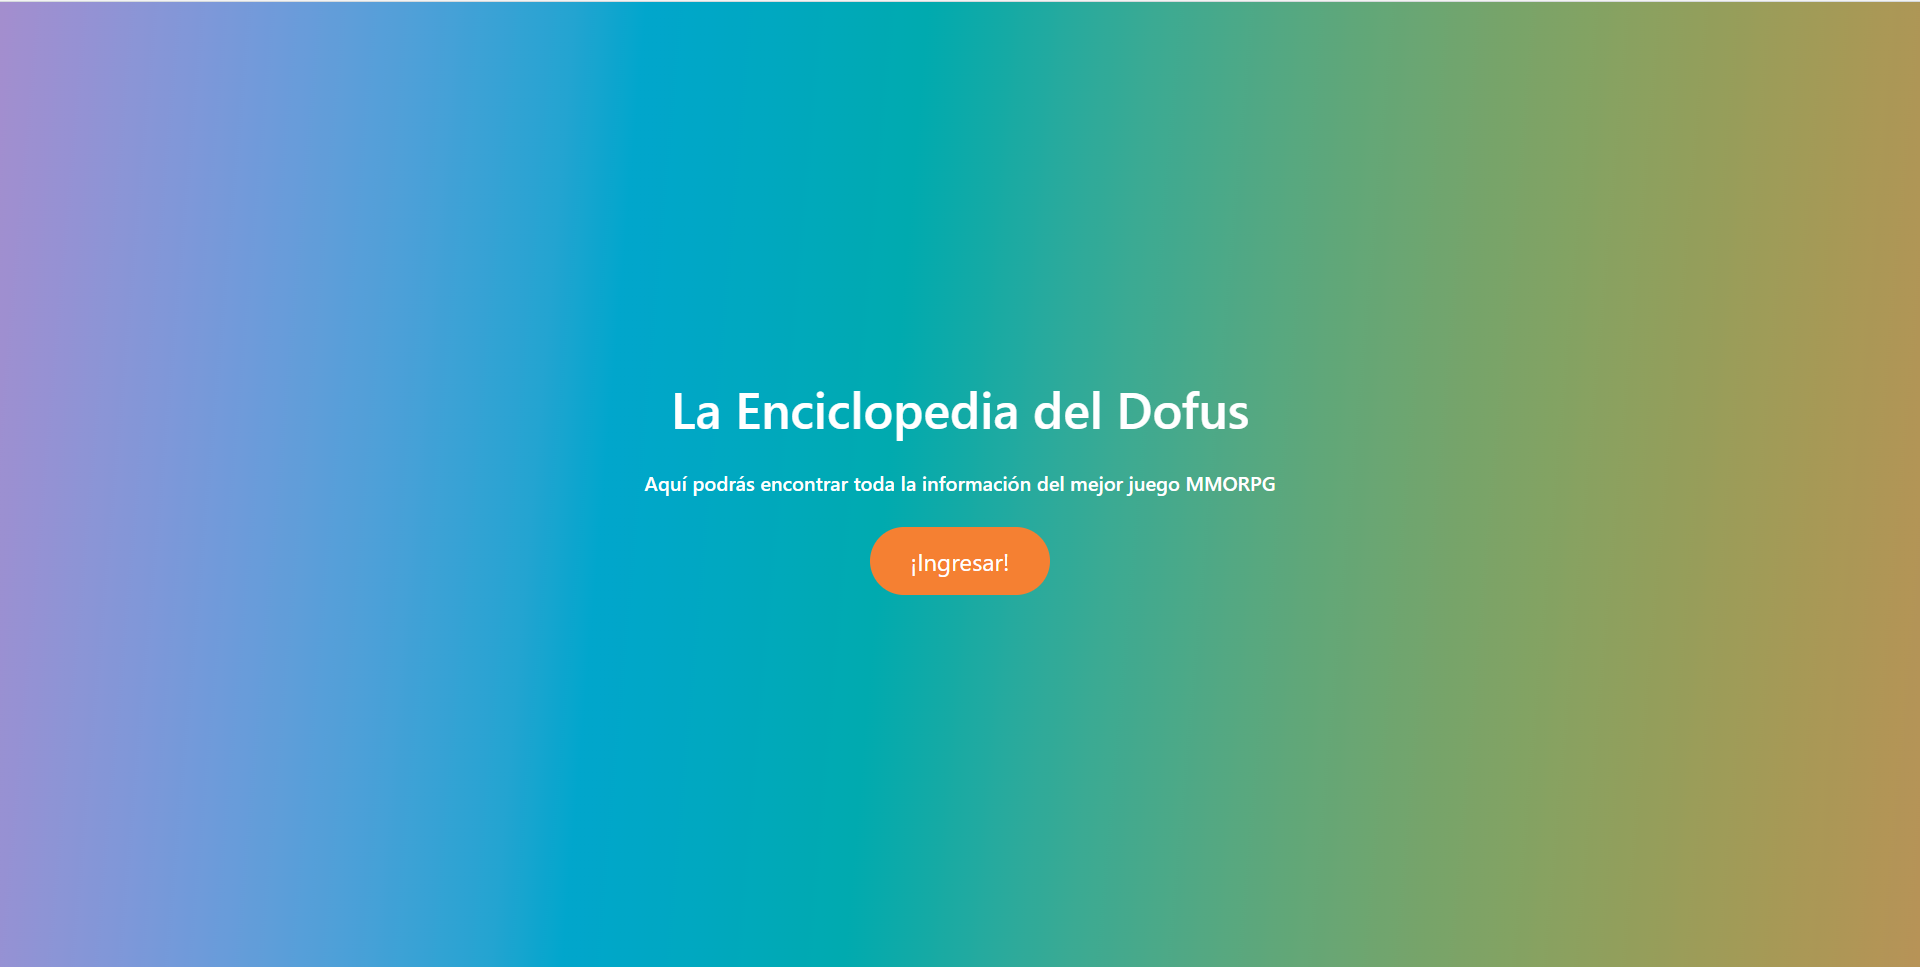 La Enciclopedia del Dofus
Aquí podrás encontrar toda la información del mejor juego MMORPG
¡Ingresar!